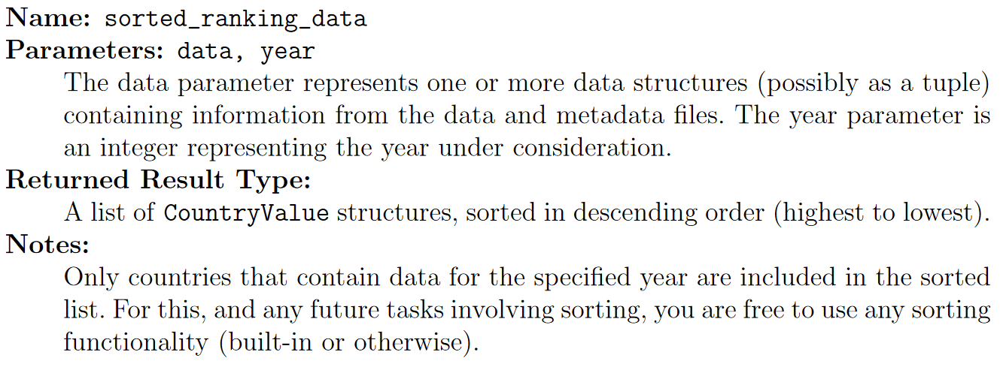 Name: sorted_ranking_data
Parameters: data, year
The data parameter represents one or more data structures (possibly as a tuple)
containing information from the data and metadata files. The year parameter is
an integer representing the year under consideration.
Returned Result Type:
A list of CountryValue structures, sorted in descending order (highest to lowest).
Notes:
Only countries that contain data for the specified year are included in the sorted
list. For this, and any future tasks involving sorting, you are free to use any sorting
functionality (built-in or otherwise).